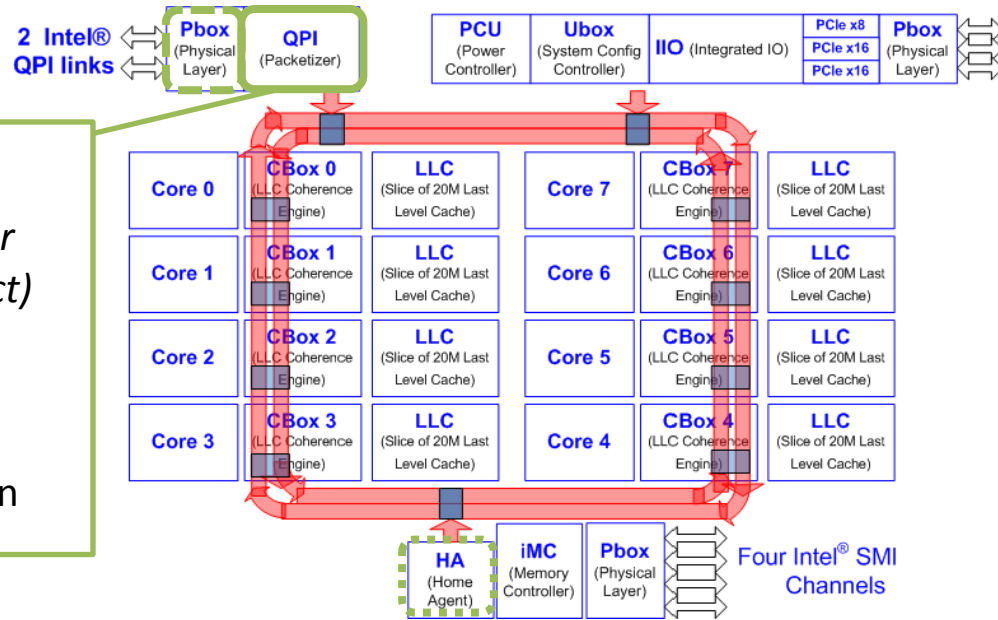 2 Intel®
QPI links
Pbox
(Physical
Layer)
QPI
(Packetizer)
PCU
(Power
Controller)
Ubox
(System Config
Controller)
IIO (Integrated IO)
PCIe x8
PCIe x16
PCIe x16
Pbox
(Physical
Layer)
Core 0
CBox 0
(LLC Coherence
Engine)
LLC
(Slice of 20M Last
Level Cache)
Core 7
CBox 7
(LLC Coherence
Engine)
LLC
(Slice of 20M Last
Level Cache)
Core 1
CBox 1
(LLC Coherence
Engine)
LLC
(Slice of 20M Last
Level Cache)
Core 6
CBox 6
(LLC Coherence
Engine)
LLC
(Slice of 20M Last
Level Cache)
Core 2
CBox 2
(LLC Coherence
Engine)
LLC
(Slice of 20M Last
Level Cache)
Core 5
CBox 5
(LLC Coherence
Engine)
LLC
(Slice of 20M Last
Level Cache)
Core 3
CBox 3
(LLC Coherence
Engine)
LLC
(Slice of 20M Last
Level Cache)
Core 4
CBox 4
(LLC Coherence
Engine)
LLC
(Slice of 20M Last
Level Cache)
HA
(Home
Agent)
iMC
(Memory
Controller)
Pbox
(Physical
Layer)
Four Intel® SMI
Channels